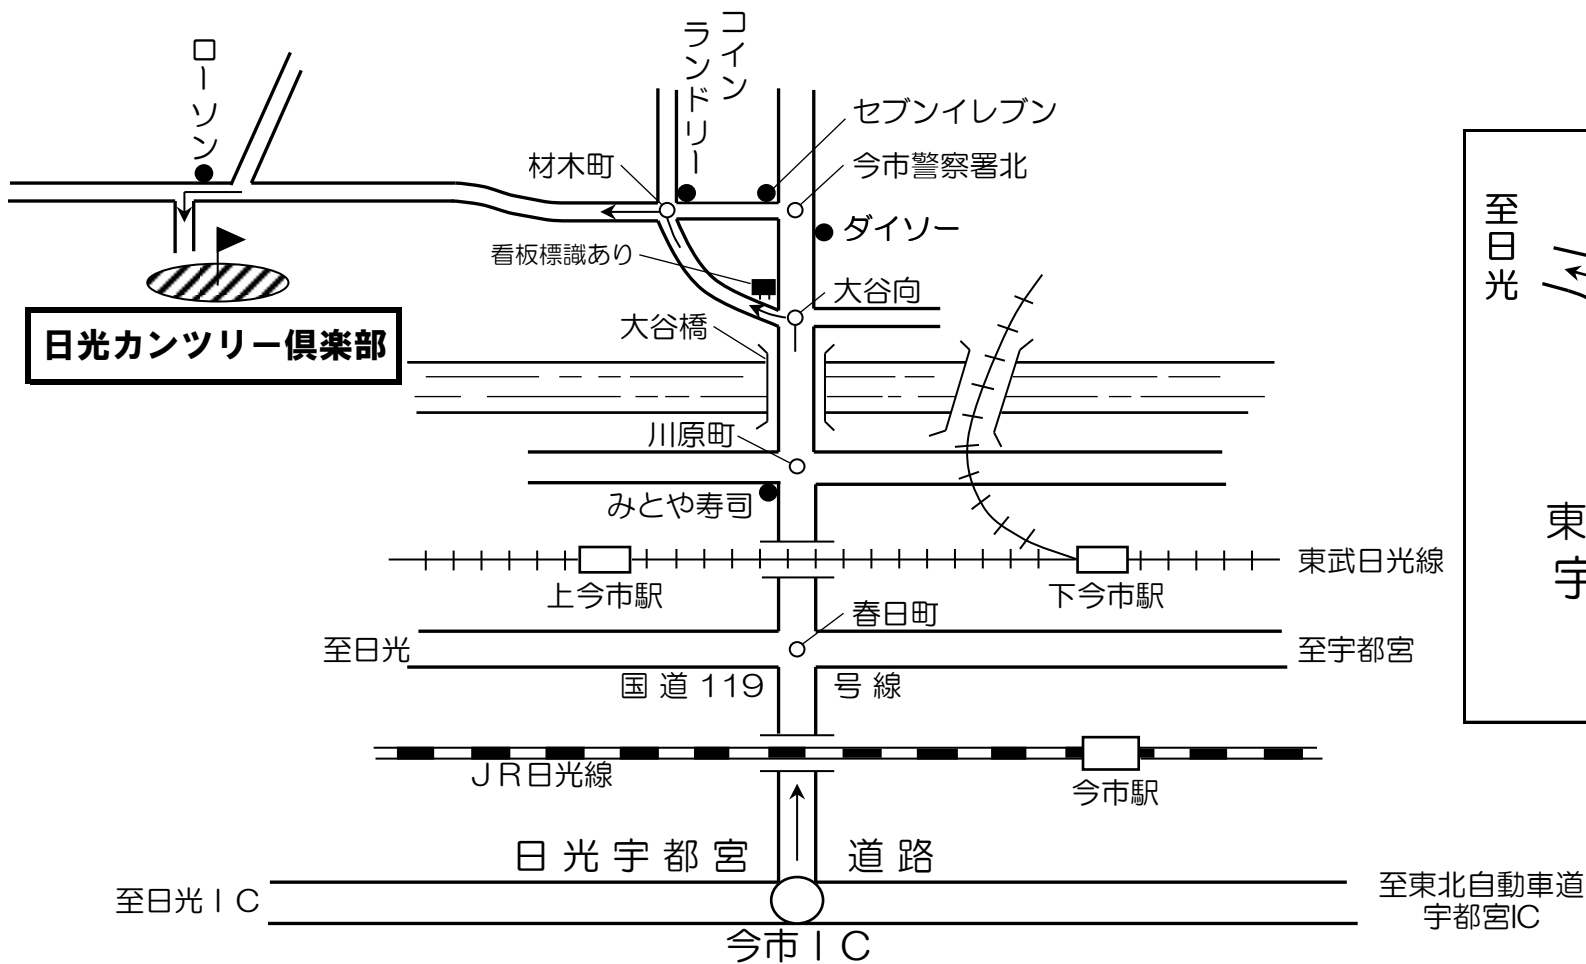 コイン
ランドリー
ローソン
セブンイレブン
材木町
今市警察署北
ダイソー
看板標識あり
大谷向
大谷橋
日光カンツリー倶楽部
川原町
みとや寿司
東武日光線
上今市駅
下今市駅
春日町
至日光
至宇都宮
国道119号線
JR日光線
今市駅
日光宇都宮道路
至日光IC
至東北自動車道
宇都宮IC
今市IC
至日光
東
宇